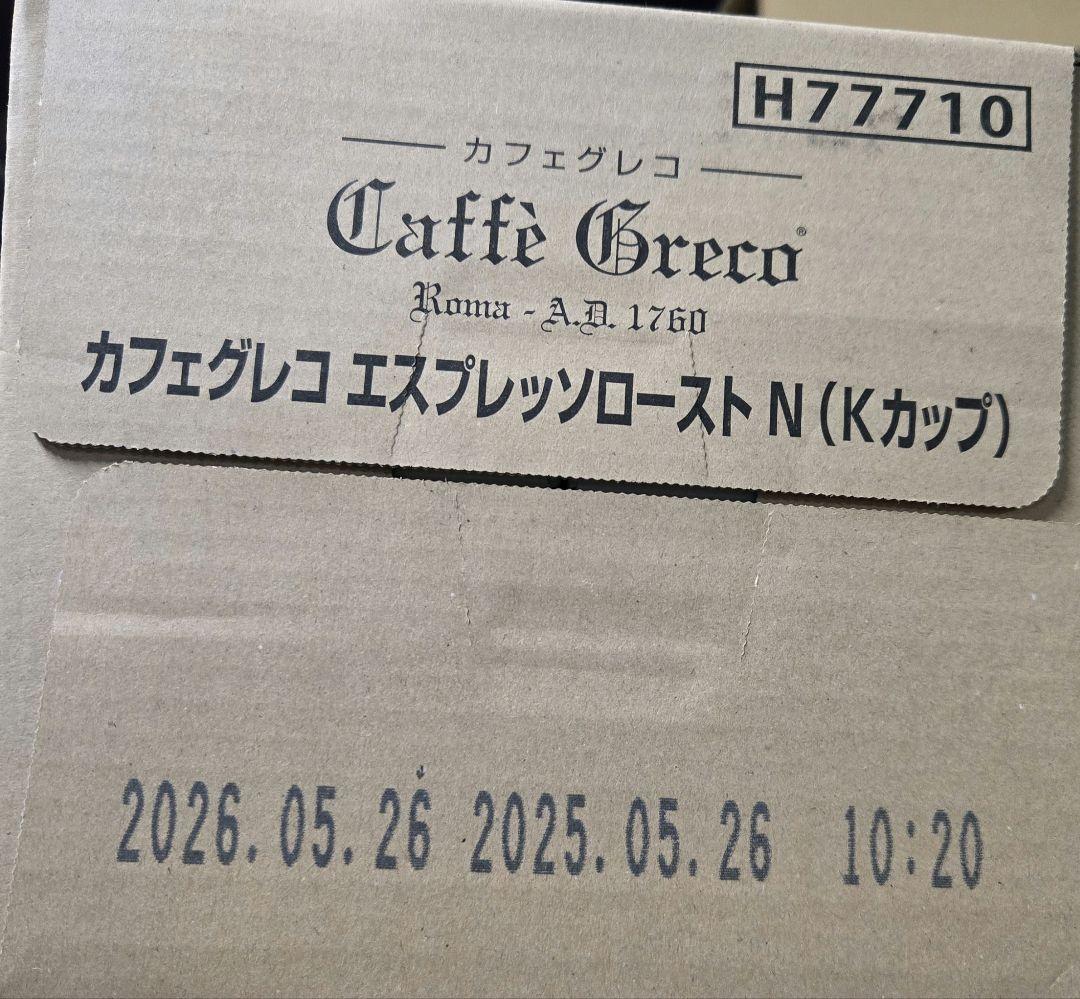 H77710
カフェグレコ
Caffè Greco®
Roma - A.D. 1760
カフェグレコ エスプレッソロースト N (Kカップ)
2026.05.26 2025.05.26 10:20